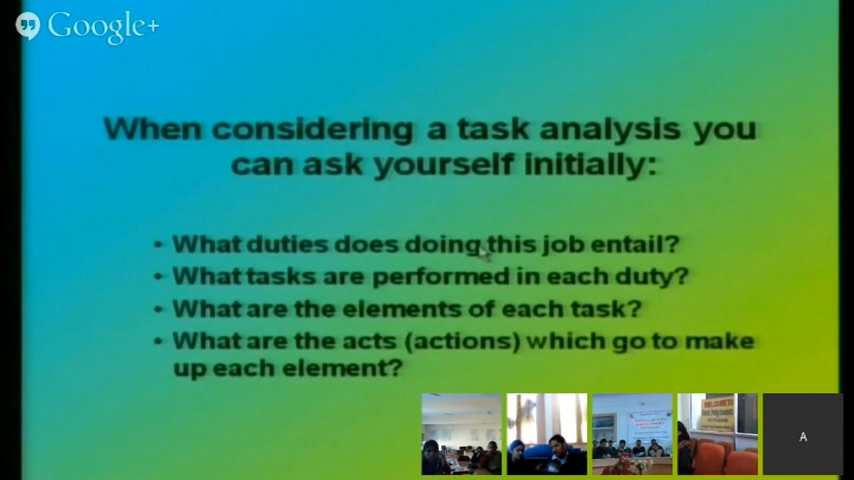 Google+
When considering a task analysis you
can ask yourself initially:
• What duties does doing this job entail?
• What tasks are performed in each duty?
• What are the elements of each task?
• What are the acts (actions) which go to make
up each element?
WELCOME TO
A